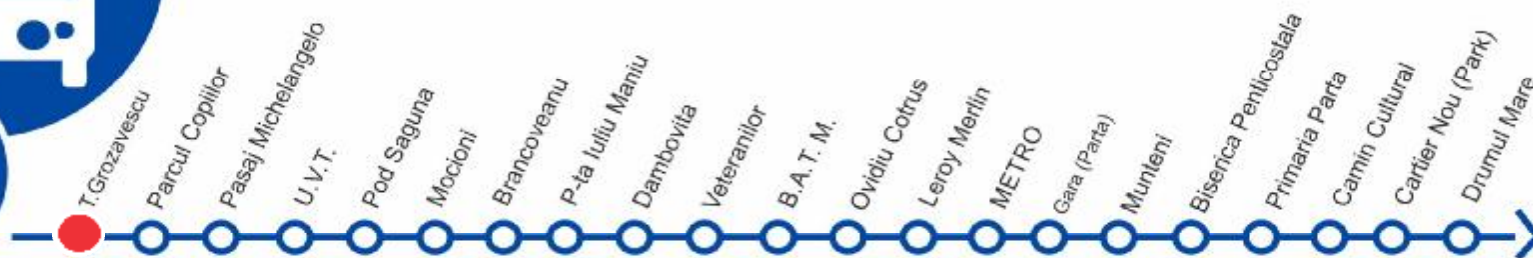 T.Grozavescu
Parcul Copiilor
Pasaj Michelangelo
U.V.T.
Pod Saguna
Mocioni
Brancoveanu
P-ta Iuliu Maniu
Dambovita
Veteranilor
B.A.T.M.
Ovidiu Cotrus
Leroy Merlin
METRO
Gara (Parta)
Munteni
Biserica Penticostala
Primaria Parta
Camin Cultural
Cartier Nou (Park)
Drumul Mare